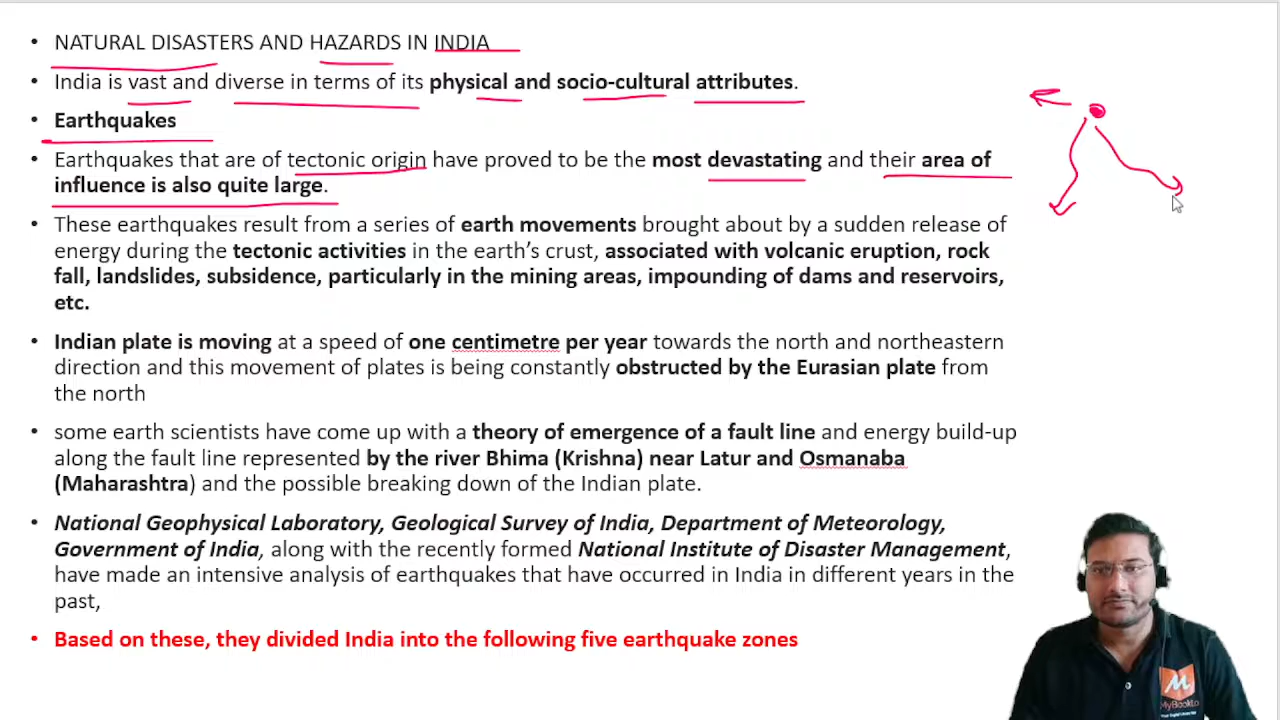 NATURAL DISASTERS AND HAZARDS IN INDIA
India is vast and diverse in terms of its physical and socio-cultural attributes.
Earthquakes
Earthquakes that are of tectonic origin have proved to be the most devastating and their area of
influence is also quite large.
These earthquakes result from a series of earth movements brought about by a sudden release of
energy during the tectonic activities in the earth's crust, associated with volcanic eruption, rock
fall, landslides, subsidence, particularly in the mining areas, impounding of dams and reservoirs,
etc.
Indian plate is moving at a speed of one centimetre per year towards the north and northeastern
direction and this movement of plates is being constantly obstructed by the Eurasian plate from
the north
some earth scientists have come up with a theory of emergence of a fault line and energy build-up
along the fault line represented by the river Bhima (Krishna) near Latur and Osmanaba
(Maharashtra) and the possible breaking down of the Indian plate.
National Geophysical Laboratory, Geological Survey of India, Department of Meteorology,
Government of India, along with the recently formed National Institute of Disaster Management,
have made an intensive analysis of earthquakes that have occurred in India in different years in the
past,
Based on these, they divided India into the following five earthquake zones